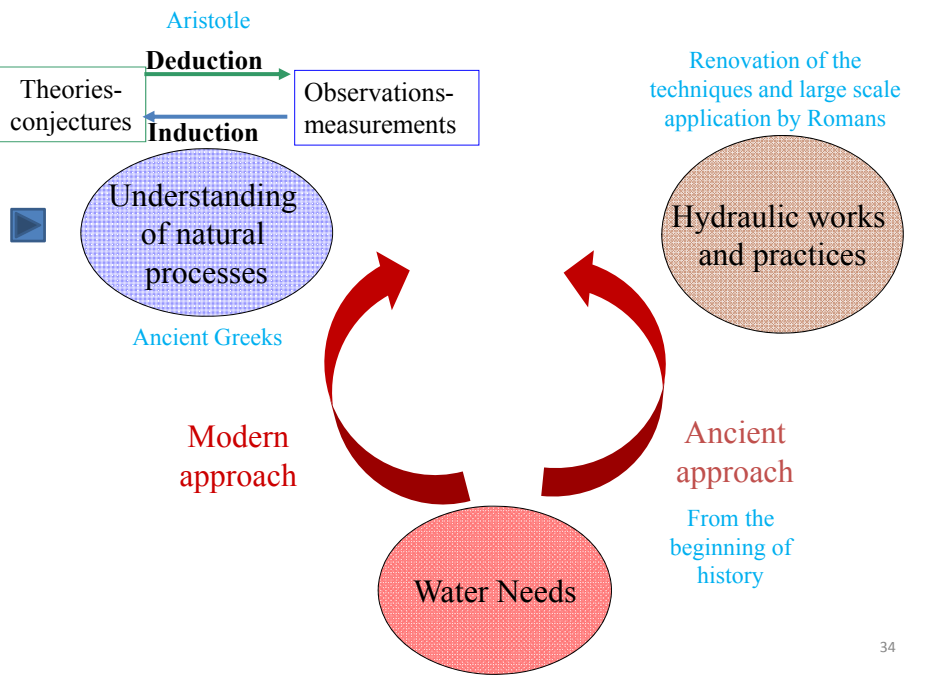 Aristotle
Deduction
Theories-
conjectures
Observations-
measurements
Induction
Understanding
of natural
processes
Ancient Greeks
Renovation of the
techniques and large scale
application by Romans
Hydraulic works
and practices
Modern
approach
Ancient
approach
From the
beginning of
history
Water Needs
34